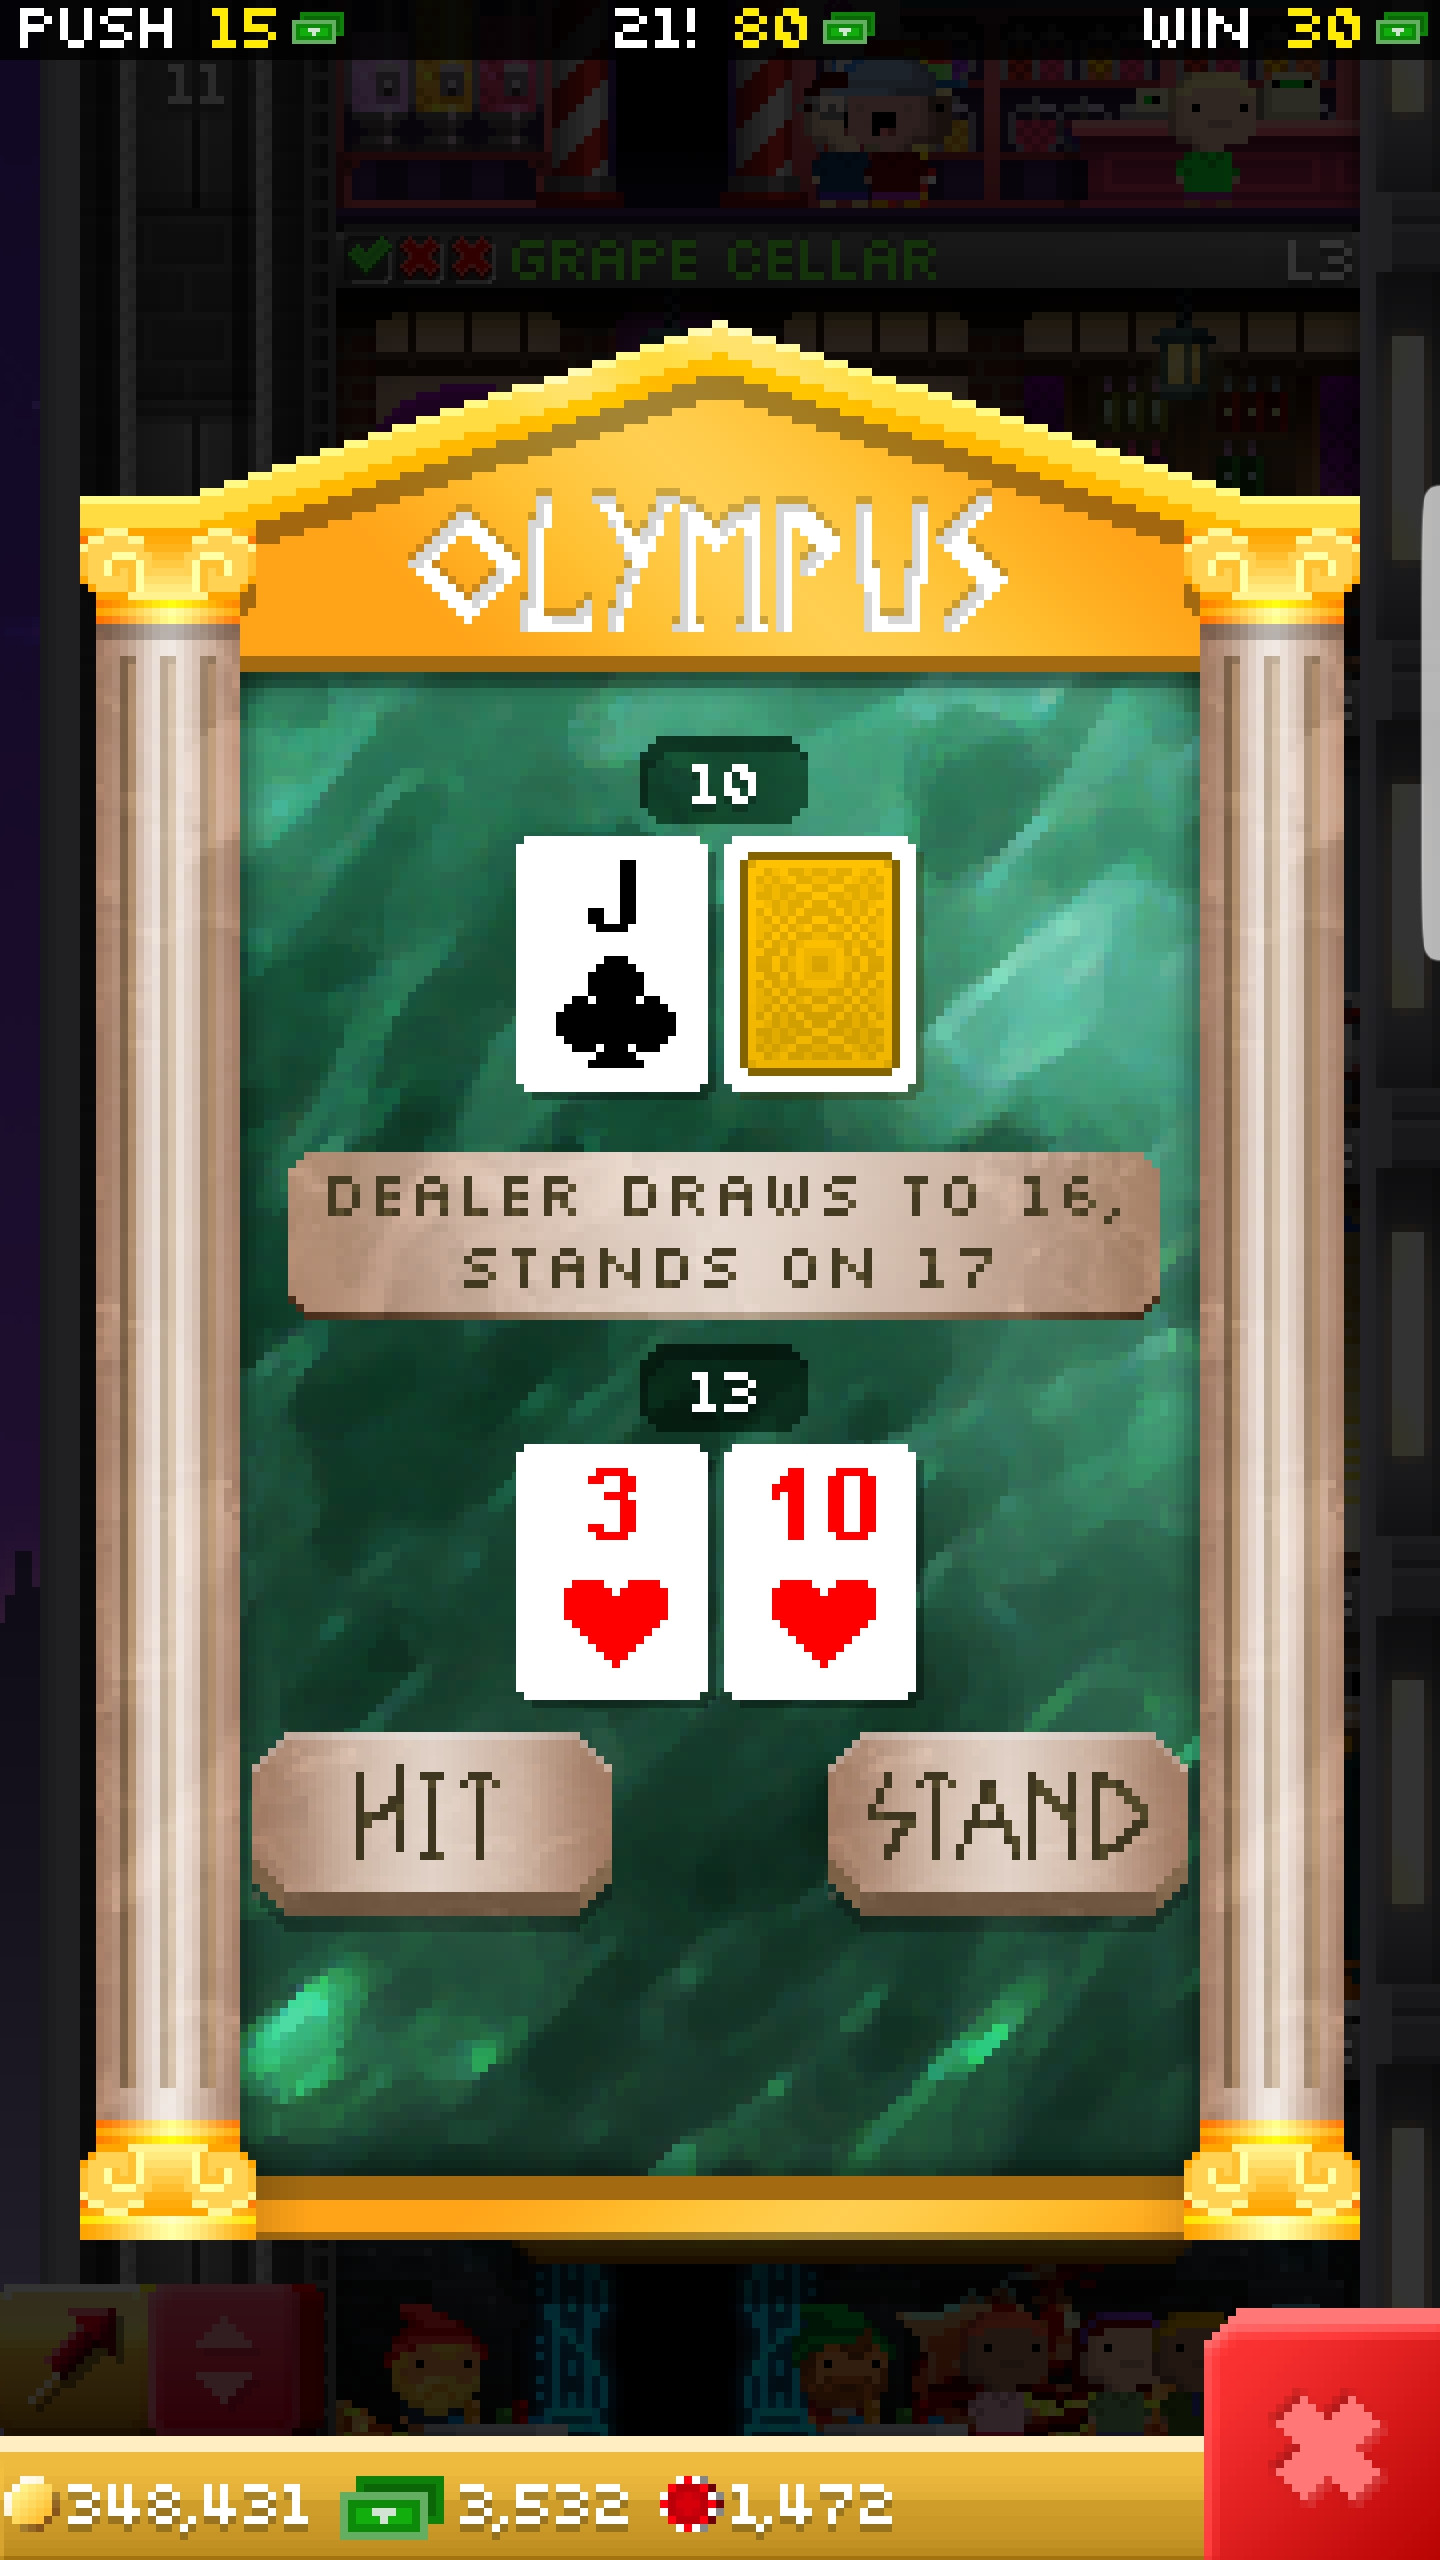 PUSH 15 21! 80 WIN 30
11
GRAPE CELLAR L3
OLYMPUS
10
J
DEALER DRAWS TO 16,
STANDS ON 17
13
3 10
HIT STAND
348,431 3,532 1,472